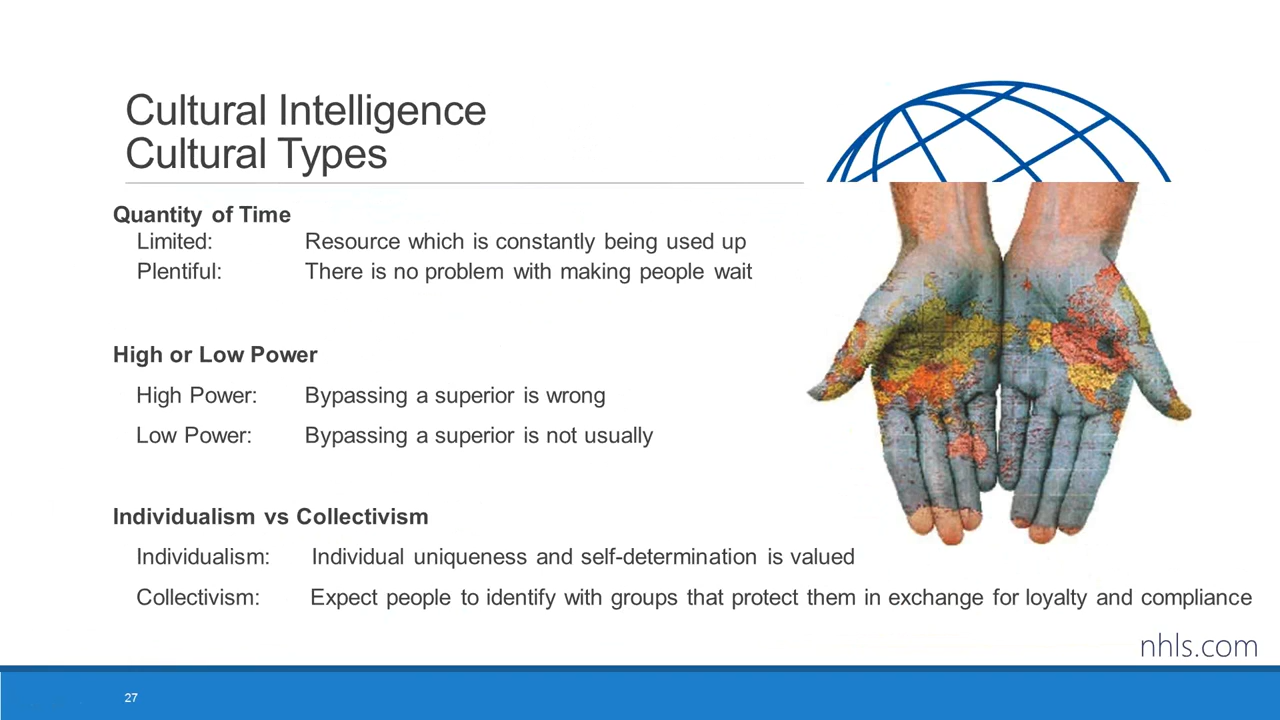 Cultural Intelligence
Cultural Types
Quantity of Time
Limited: Resource which is constantly being used up
Plentiful: There is no problem with making people wait
High or Low Power
High Power: Bypassing a superior is wrong
Low Power: Bypassing a superior is not usually
Individualism vs Collectivism
Individualism: Individual uniqueness and self-determination is valued
Collectivism: Expect people to identify with groups that protect them in exchange for loyalty and compliance
nhls.com
27